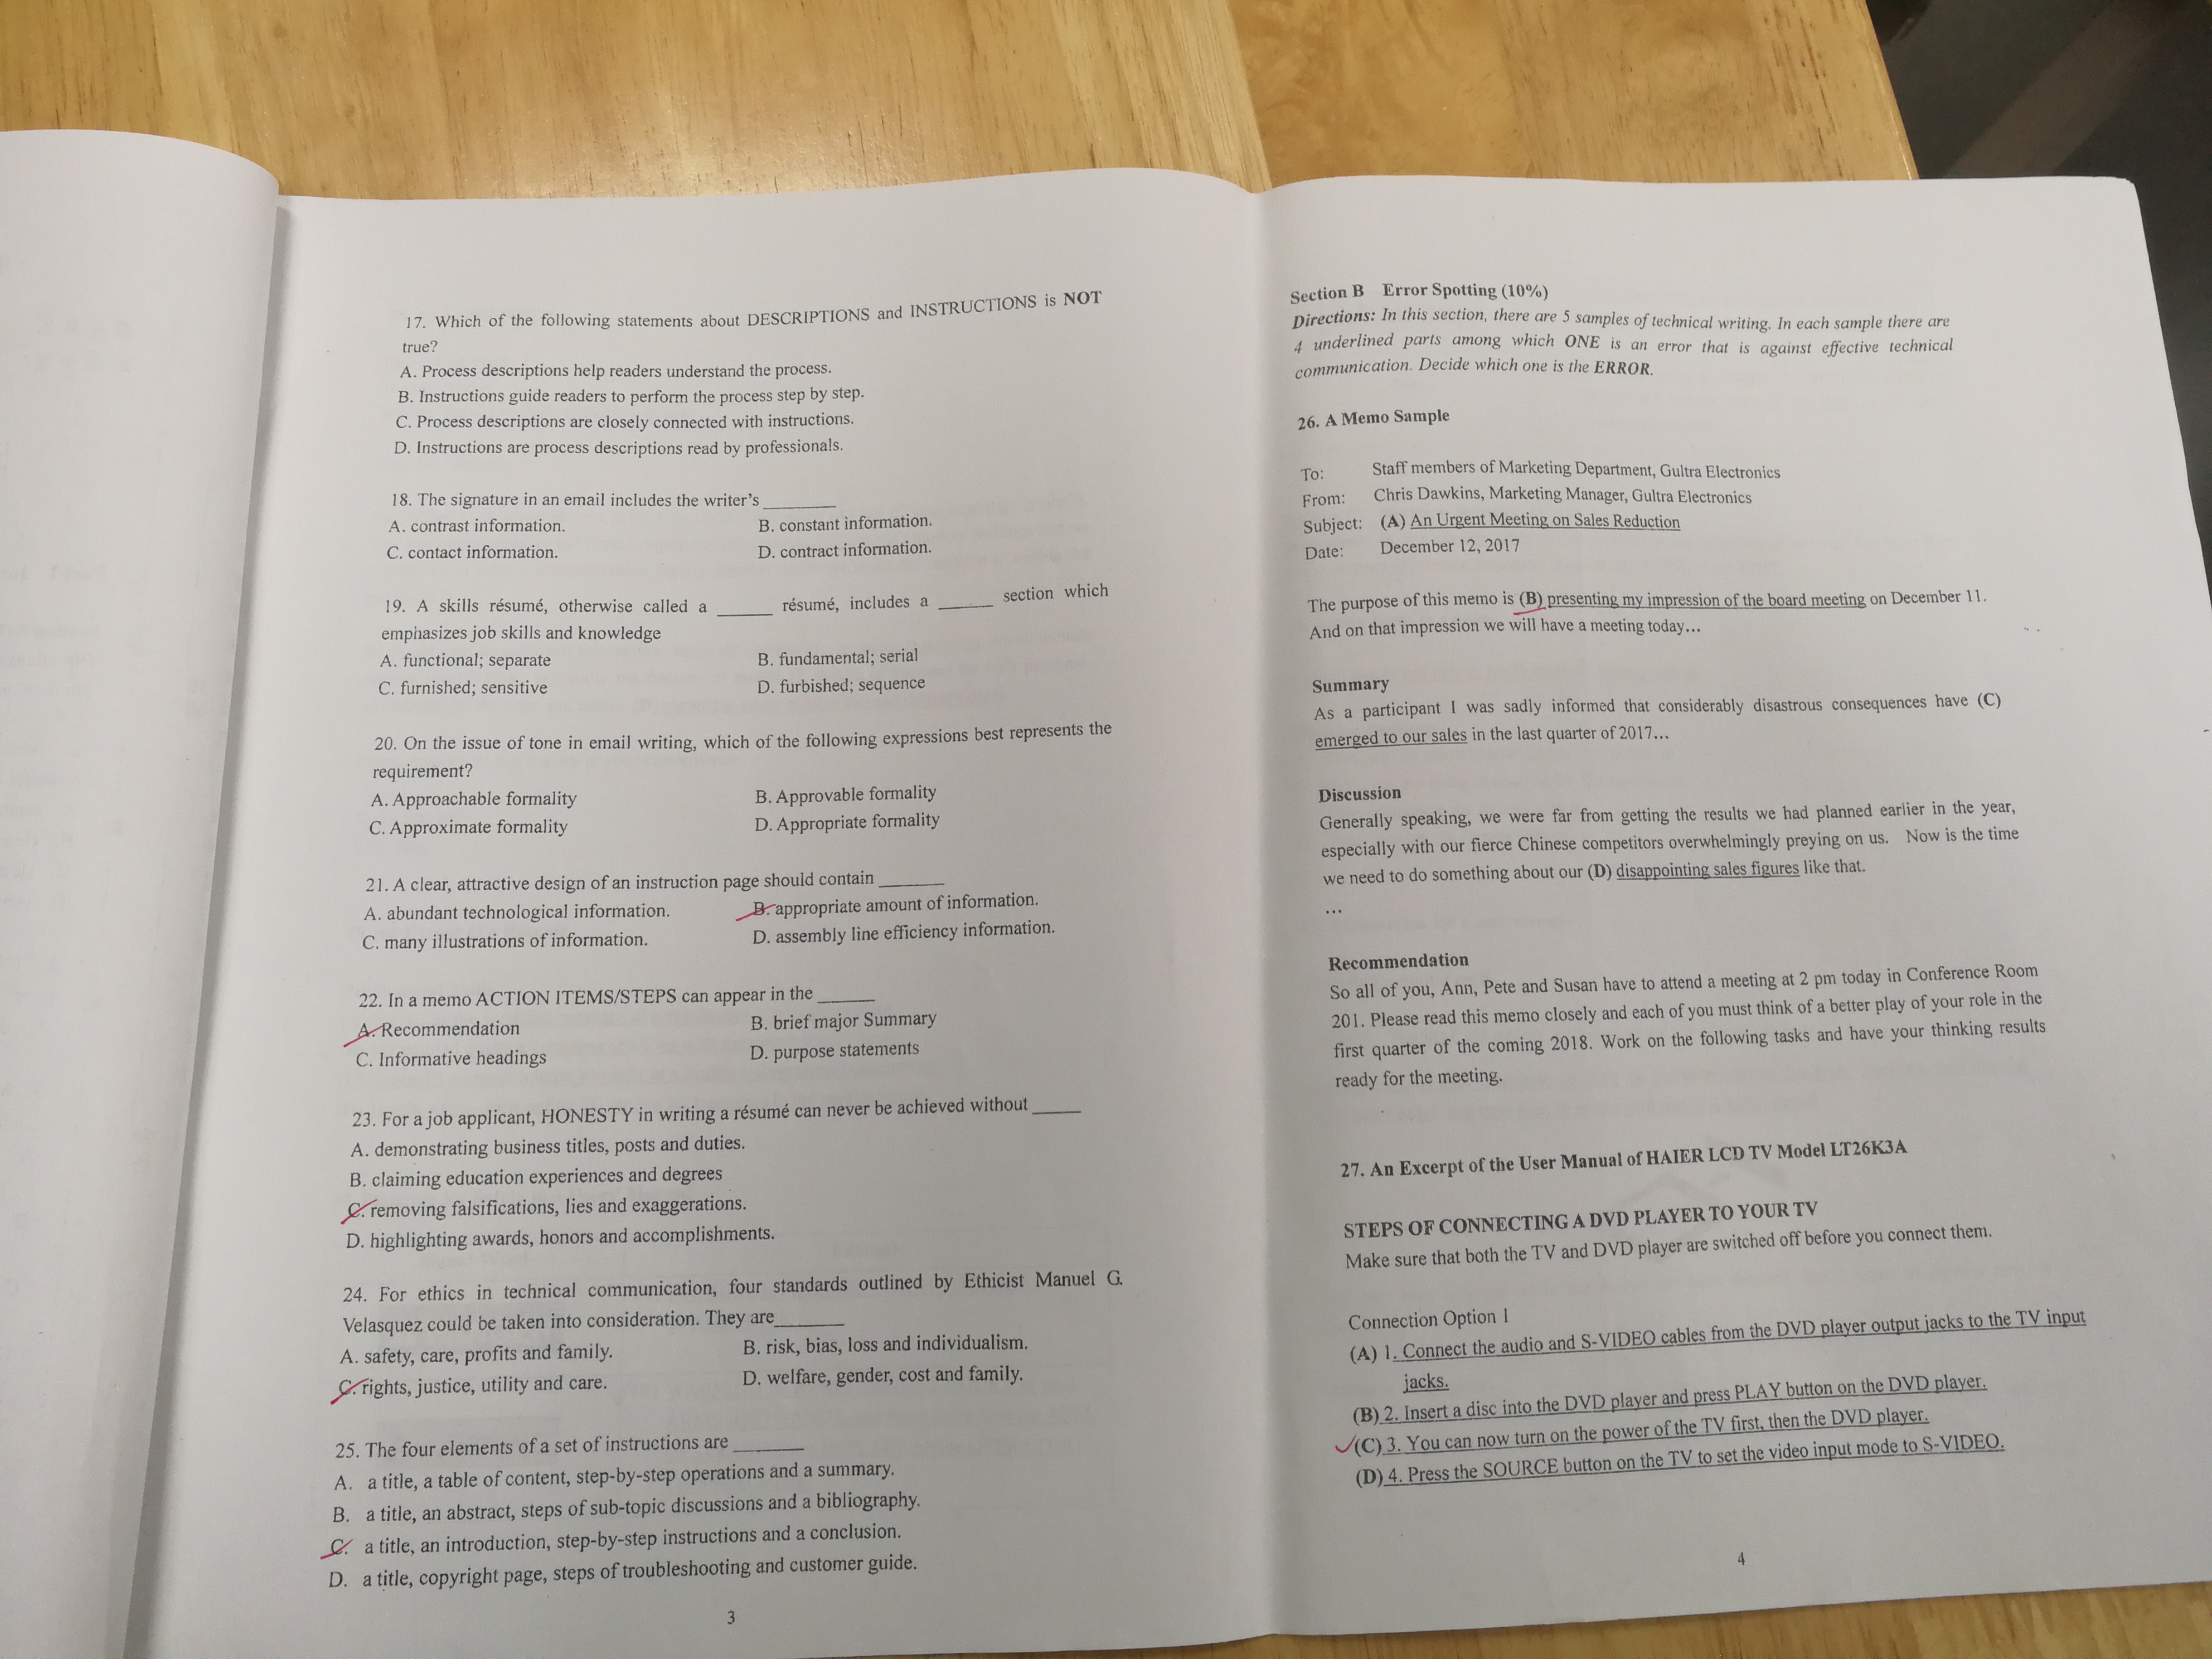 17. Which of the following statements about DESCRIPTIONS and INSTRUCTIONS is NOT
true?
A. Process descriptions help readers understand the process.
B. Instructions guide readers to perform the process step by step.
C. Process descriptions are closely connected with instructions.
D. Instructions are process descriptions read by professionals.
18. The signature in an email includes the writer's ______
A. contrast information. B. constant information.
C. contact information. D. contract information.
19. A skills résumé, otherwise called a ______ résumé, includes a ______ section which
emphasizes job skills and knowledge
A. functional; separate B. fundamental; serial
C. furnished; sensitive D. furbished; sequence
20. On the issue of tone in email writing, which of the following expressions best represents the
requirement?
A. Approachable formality B. Approvable formality
C. Approximate formality D. Appropriate formality
21. A clear, attractive design of an instruction page should contain ______
A. abundant technological information. B. appropriate amount of information.
C. many illustrations of information. D. assembly line efficiency information.
22. In a memo ACTION ITEMS/STEPS can appear in the ______
A. Recommendation B. brief major Summary
C. Informative headings D. purpose statements
23. For a job applicant, HONESTY in writing a résumé can never be achieved without ______
A. demonstrating business titles, posts and duties.
B. claiming education experiences and degrees
C. removing falsifications, lies and exaggerations.
D. highlighting awards, honors and accomplishments.
24. For ethics in technical communication, four standards outlined by Ethicist Manuel G.
Velasquez could be taken into consideration. They are______
A. safety, care, profits and family. B. risk, bias, loss and individualism.
C. rights, justice, utility and care. D. welfare, gender, cost and family.
25. The four elements of a set of instructions are ______
A. a title, a table of content, step-by-step operations and a summary.
B. a title, an abstract, steps of sub-topic discussions and a bibliography.
C. a title, an introduction, step-by-step instructions and a conclusion.
D. a title, copyright page, steps of troubleshooting and customer guide.
3
Section B Error Spotting (10%)
Directions: In this section, there are 5 samples of technical writing. In each sample there are
4 underlined parts among which ONE is an error that is against effective technical
communication. Decide which one is the ERROR.
26. A Memo Sample
To: Staff members of Marketing Department, Gultra Electronics
From: Chris Dawkins, Marketing Manager, Gultra Electronics
Subject: (A) An Urgent Meeting on Sales Reduction
Date: December 12, 2017
The purpose of this memo is (B) presenting my impression of the board meeting on December 11.
And on that impression we will have a meeting today...
Summary
As a participant I was sadly informed that considerably disastrous consequences have (C)
emerged to our sales in the last quarter of 2017...
Discussion
Generally speaking, we were far from getting the results we had planned earlier in the year,
especially with our fierce Chinese competitors overwhelmingly preying on us. Now is the time
we need to do something about our (D) disappointing sales figures like that.
...
Recommendation
So all of you, Ann, Pete and Susan have to attend a meeting at 2 pm today in Conference Room
201. Please read this memo closely and each of you must think of a better play of your role in the
first quarter of the coming 2018. Work on the following tasks and have your thinking results
ready for the meeting.
27. An Excerpt of the User Manual of HAIER LCD TV Model LT26K3A
STEPS OF CONNECTING A DVD PLAYER TO YOUR TV
Make sure that both the TV and DVD player are switched off before you connect them.
Connection Option 1
(A) 1. Connect the audio and S-VIDEO cables from the DVD player output jacks to the TV input
jacks.
(B) 2. Insert a disc into the DVD player and press PLAY button on the DVD player.
(C) 3. You can now turn on the power of the TV first, then the DVD player.
(D) 4. Press the SOURCE button on the TV to set the video input mode to S-VIDEO.
4